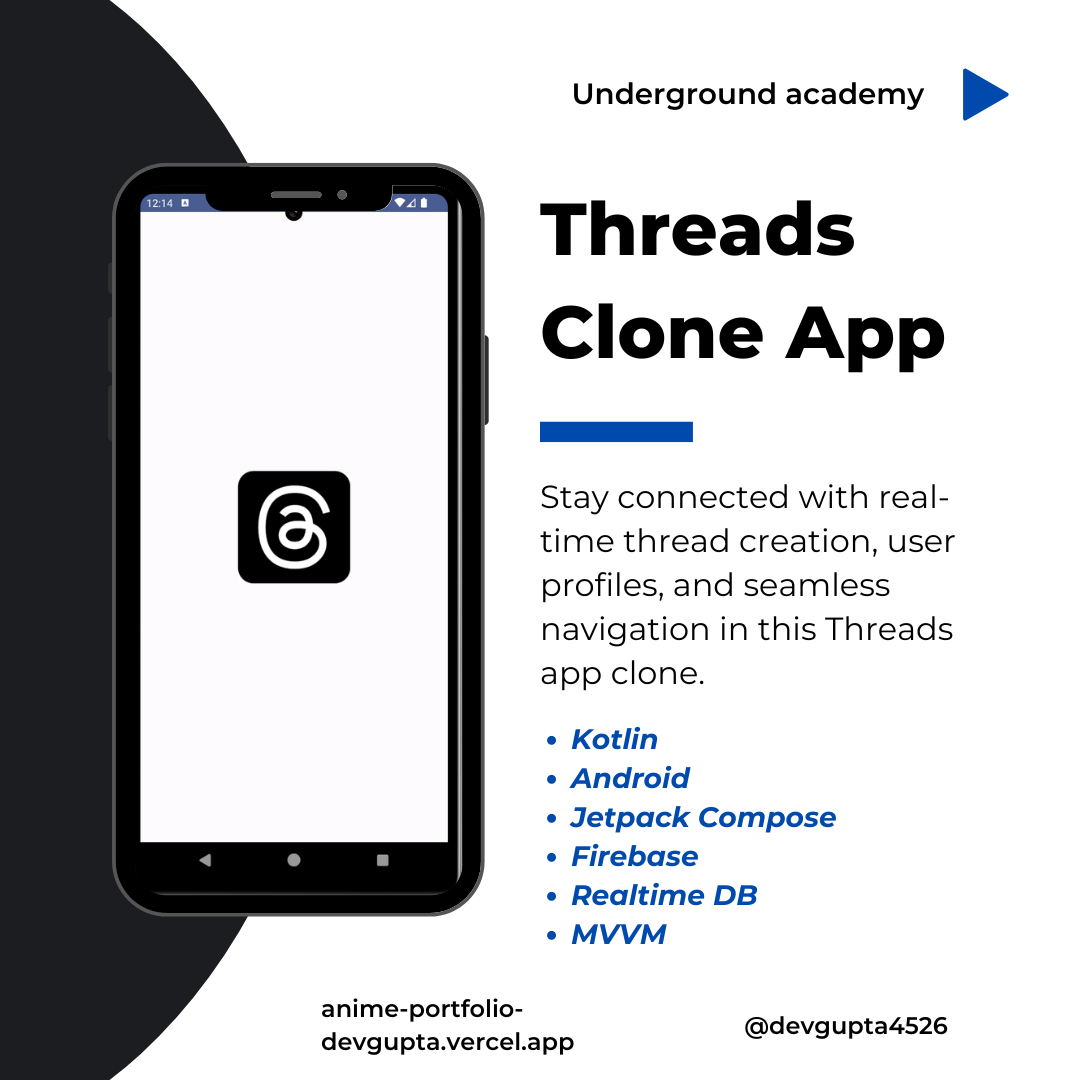 Underground academy
12:14
Threads
Clone App
Stay connected with real-
time thread creation, user
profiles, and seamless
navigation in this Threads
app clone.
• Kotlin
• Android
• Jetpack Compose
• Firebase
• Realtime DB
• MVVM
anime-portfolio-
devgupta.vercel.app
@devgupta4526